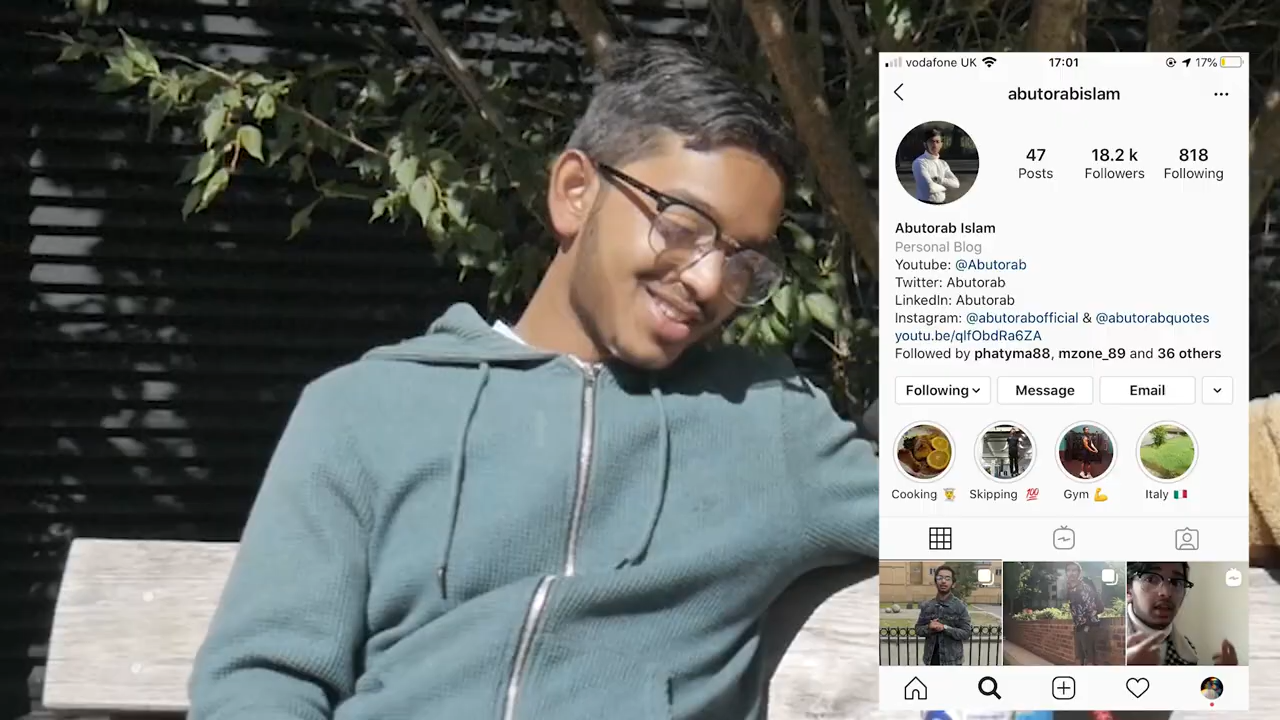 vodafone UK 17:01 17%
abutorabislam
47 18.2 k 818
Posts Followers Following
Abutorab Islam
Personal Blog
Youtube: @Abutorab
Twitter: Abutorab
LinkedIn: Abutorab
Instagram: @abutorabofficial & @abutorabquotes
youtu.be/qlfObdRa6ZA
Followed by phatyma88, mzone_89 and 36 others
Following Message Email
Cooking 👨‍🍳 Skipping 💯 Gym 💪 Italy 🇮🇹